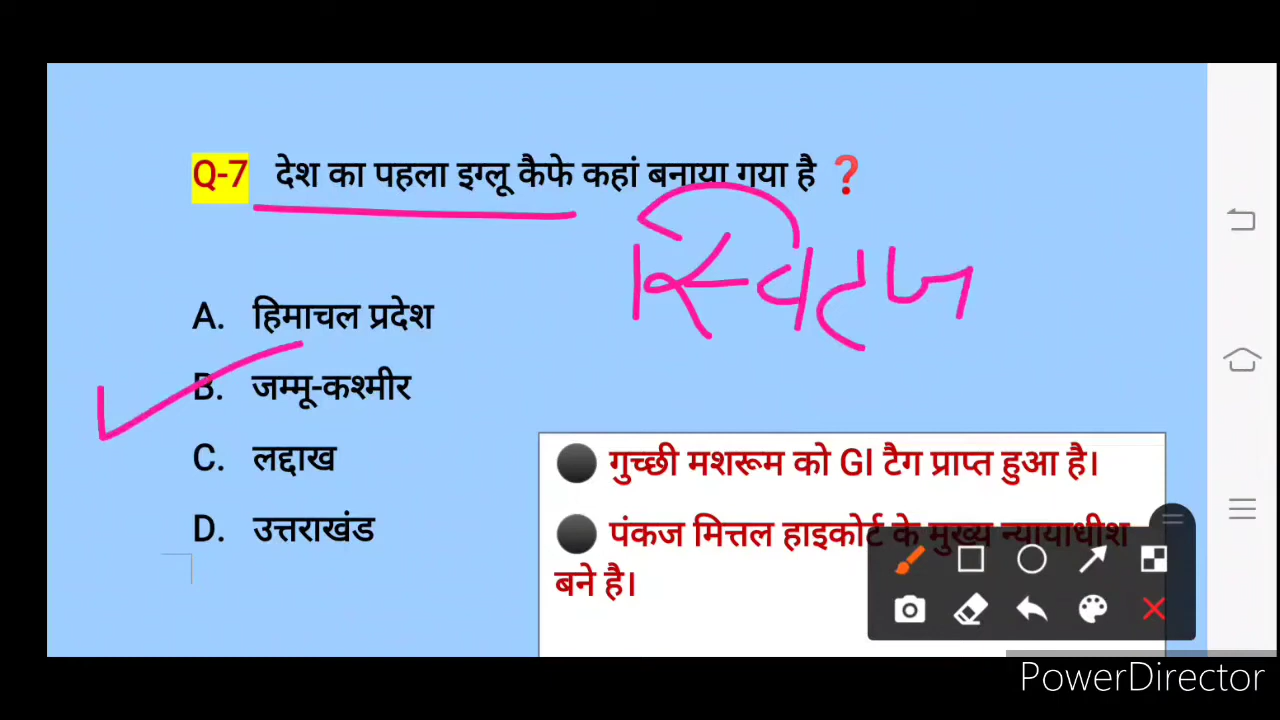 Q-7 देश का पहला इग्लू कैफे कहां बनाया गया है ❓
स्विटज
A. हिमाचल प्रदेश
B. जम्मू-कश्मीर
C. लद्दाख
D. उत्तराखंड
● गुच्छी मशरूम को GI टैग प्राप्त हुआ है।
● पंकज मित्तल हाइकोर्ट के मुख्य न्यायाधीश
बने है।
PowerDirector